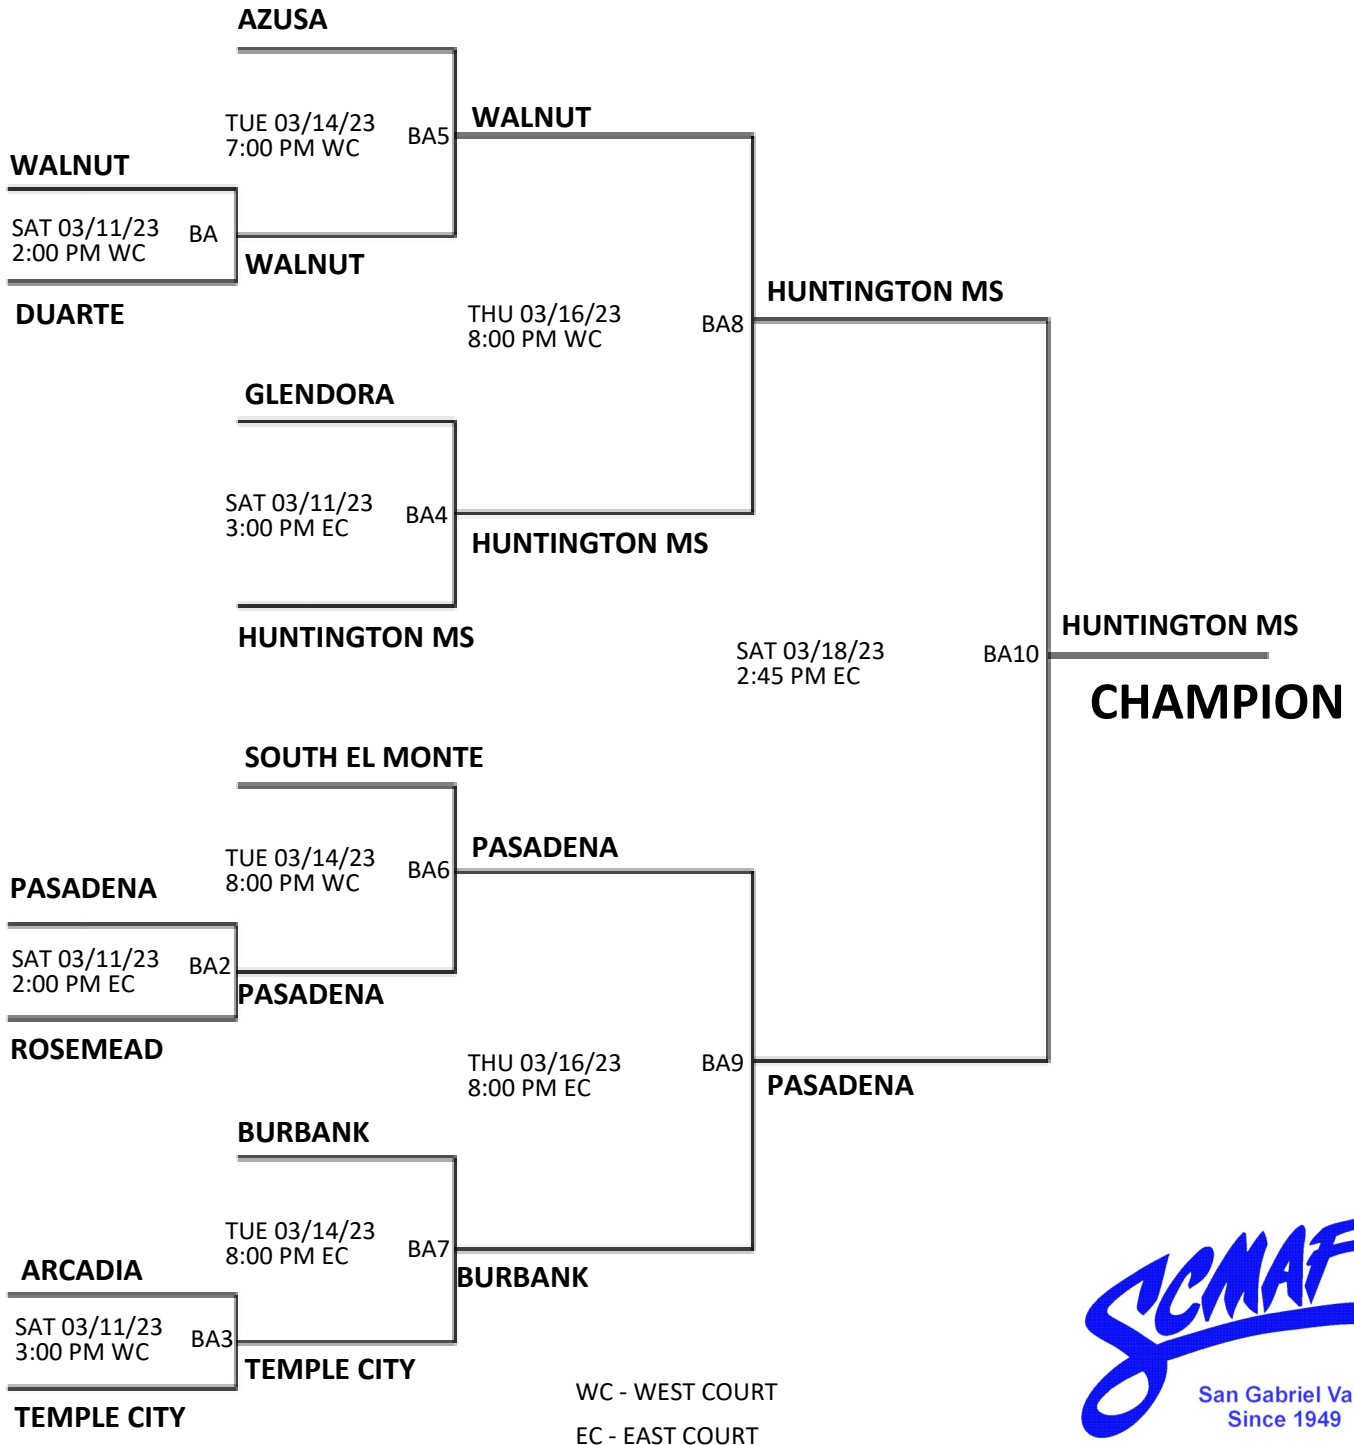 AZUSA
TUE 03/14/23
7:00 PM WC
BA5
WALNUT
WALNUT
SAT 03/11/23
2:00 PM WC
BA
WALNUT
DUARTE
THU 03/16/23
8:00 PM WC
BA8
HUNTINGTON MS
GLENDORA
SAT 03/11/23
3:00 PM EC
BA4
HUNTINGTON MS
HUNTINGTON MS
SAT 03/18/23
2:45 PM EC
BA10
HUNTINGTON MS
CHAMPION
SOUTH EL MONTE
TUE 03/14/23
8:00 PM WC
BA6
PASADENA
PASADENA
SAT 03/11/23
2:00 PM EC
BA2
PASADENA
ROSEMEAD
THU 03/16/23
8:00 PM EC
BA9
PASADENA
BURBANK
TUE 03/14/23
8:00 PM EC
BA7
BURBANK
ARCADIA
SAT 03/11/23
3:00 PM WC
BA3
TEMPLE CITY
TEMPLE CITY
WC - WEST COURT
EC - EAST COURT
SCMAF
San Gabriel Va
Since 1949